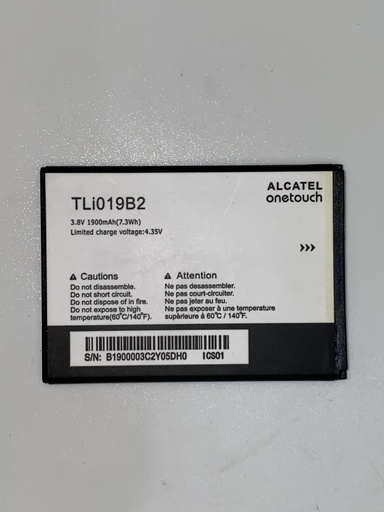 ALCATEL
onetouch
TLi019B2
3.8V 1900mAh(7.3Wh)
Limited charge voltage:4.35V
>>>
Cautions
Do not disassemble.
Do not short circuit.
Do not dispose of in fire.
Do not expose to high
temperature(60°C/140°F).
Attention
Ne pas desassembler.
Ne pas court-circuiter.
Ne pas jeter au feu.
Ne pas exposer à une temperature
supérieure à 60°C / 140°F.
S/N: B1900003C2Y05DH0 ICS01